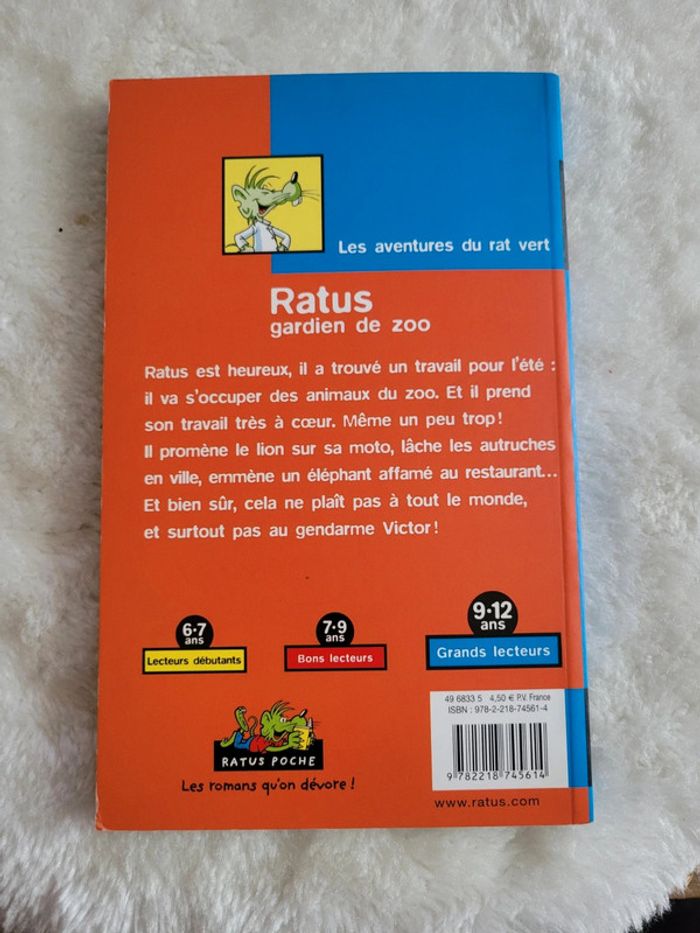 Les aventures du rat vert
Ratus
gardien de zoo
Ratus est heureux, il a trouvé un travail pour l'été :
il va s'occuper des animaux du zoo. Et il prend
son travail très à cœur. Même un peu trop !
Il promène le lion sur sa moto, lâche les autruches
en ville, emmène un éléphant affamé au restaurant...
Et bien sûr, cela ne plaît pas à tout le monde,
et surtout pas au gendarme Victor !
6-7
ans
Lecteurs débutants
7-9
ans
Bons lecteurs
9-12
ans
Grands lecteurs
RATUS POCHE
Les romans qu'on dévore !
49 6833 5 4,50 € P.V. France
ISBN : 978-2-218-74561-4
9 782218 745614
www.ratus.com